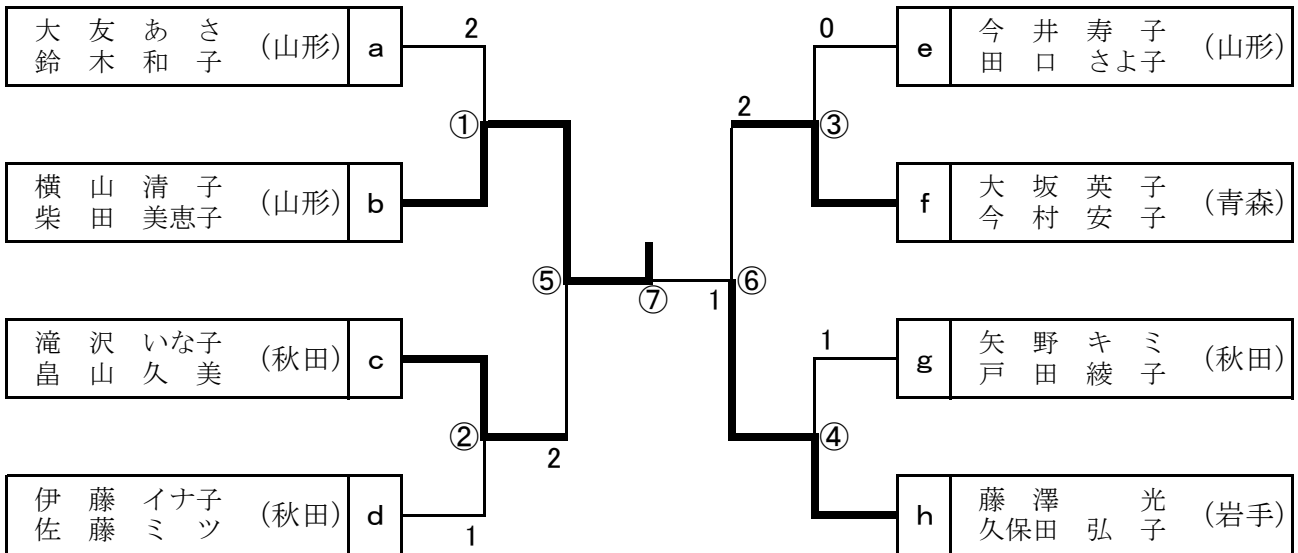 大友あさ
鈴木和子
(山形)
a
2
①
横山清子
柴田美恵子
(山形)
b
⑤
滝沢いな子
畠山久美
(秋田)
c
②
2
伊藤イナ子
佐藤ミツ
(秋田)
d
1
⑦
1
0
e
今井寿子
田口さよ子
(山形)
2
③
f
大坂英子
今村安子
(青森)
⑥
1
g
矢野キミ
戸田綾子
(秋田)
④
h
藤澤光
久保田弘子
(岩手)